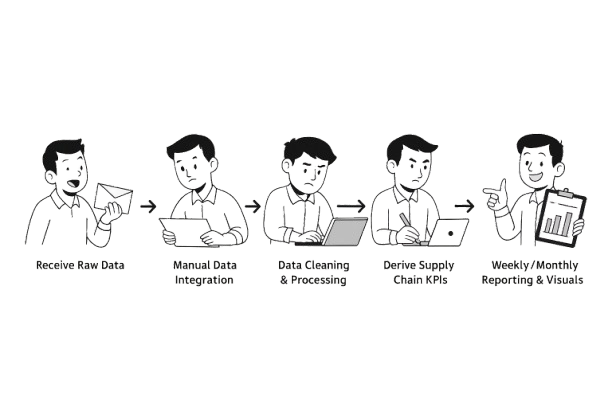 Receive Raw Data
Manual Data
Integration
Data Cleaning
& Processing
Derive Supply
Chain KPIs
Weekly/Monthly
Reporting & Visuals